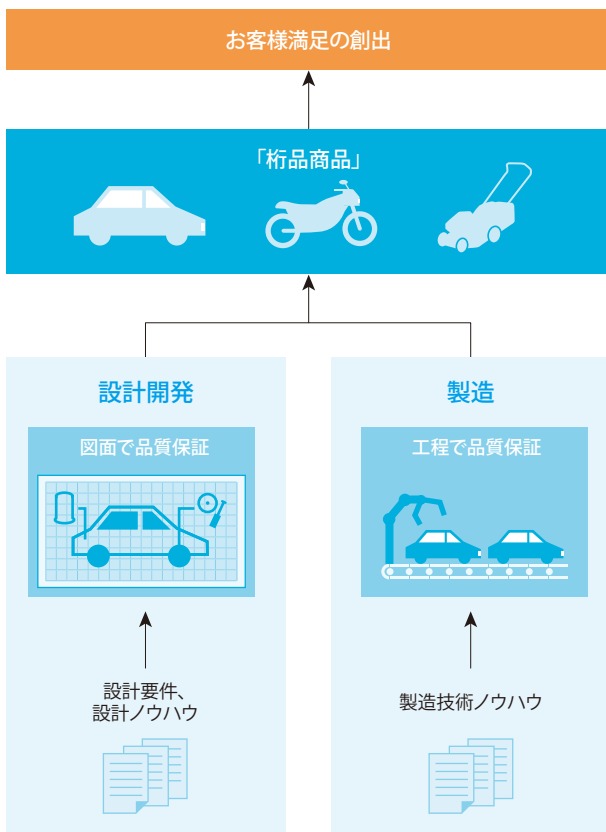 お客様満足の創出
「桁品商品」
設計開発
図面で品質保証
設計要件、
設計ノウハウ
製造
工程で品質保証
製造技術ノウハウ